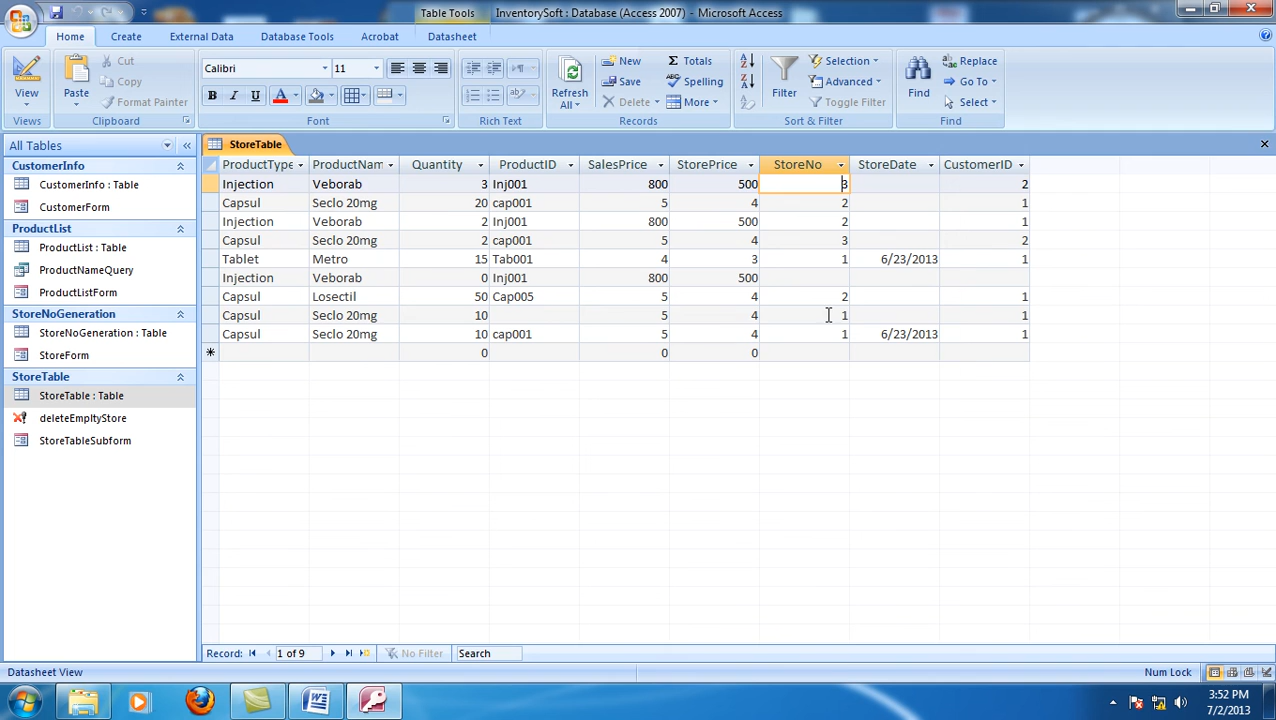 Table Tools
InventorySoft : Database (Access 2007) - Microsoft Access
Home Create External Data Database Tools Acrobat Datasheet
View
Views
Paste
Cut
Copy
Format Painter
Clipboard
Calibri 11
B I U A
Font
Rich Text
Refresh All
New
Save
Delete
Totals
Spelling
More
Records
Filter
Selection
Advanced
Toggle Filter
Sort & Filter
Find
Replace
Go To
Select
Find
All Tables
CustomerInfo
CustomerInfo : Table
CustomerForm
ProductList
ProductList : Table
ProductNameQuery
ProductListForm
StoreNoGeneration
StoreNoGeneration : Table
StoreForm
StoreTable
StoreTable : Table
deleteEmpltyStore
StoreTableSubform
StoreTable
ProductType ProductNam Quantity ProductID SalesPrice StorePrice StoreNo StoreDate CustomerID
Injection Veborab 3 Inj001 800 500 3 2
Capsul Seclo 20mg 20 cap001 5 4 2 1
Injection Veborab 2 Inj001 800 500 2 1
Capsul Seclo 20mg 2 cap001 5 4 3 2
Tablet Metro 15 Tab001 4 3 1 6/23/2013 1
Injection Veborab 0 Inj001 800 500
Capsul Losectil 50 Cap005 5 4 2 1
Capsul Seclo 20mg 10 5 4 1 1
Capsul Seclo 20mg 10 cap001 5 4 1 6/23/2013 1
* 0 0 0
Record: 1 of 9 No Filter Search
Datasheet View
Num Lock
3:52 PM
7/2/2013